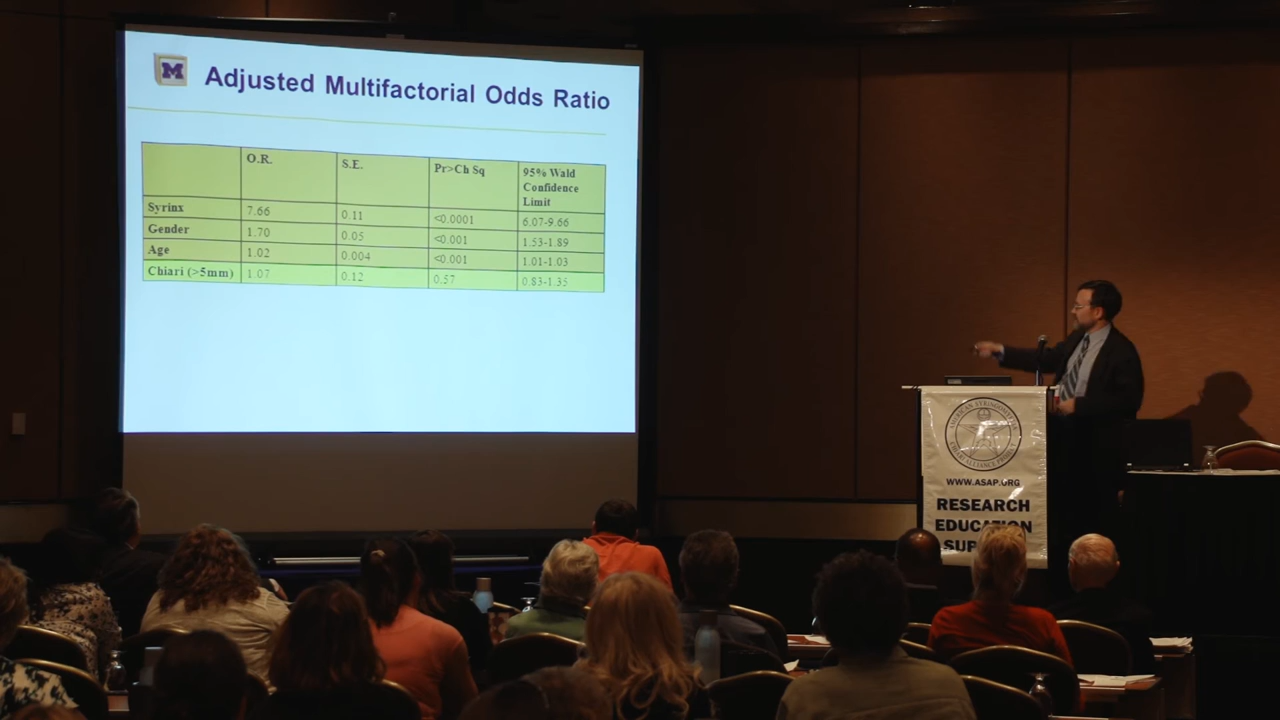 M
Adjusted Multifactorial Odds Ratio
O.R. S.E. Pr>Ch Sq 95% Wald
Confidence
Limit
Syrinx 7.66 0.11 <0.0001 6.07-9.66
Gender 1.70 0.05 <0.001 1.53-1.89
Age 1.02 0.004 <0.001 1.01-1.03
Chiari (>5mm) 1.07 0.12 0.57 0.83-1.35
WWW.ASAP.ORG
RESEARCH
EDUCATION